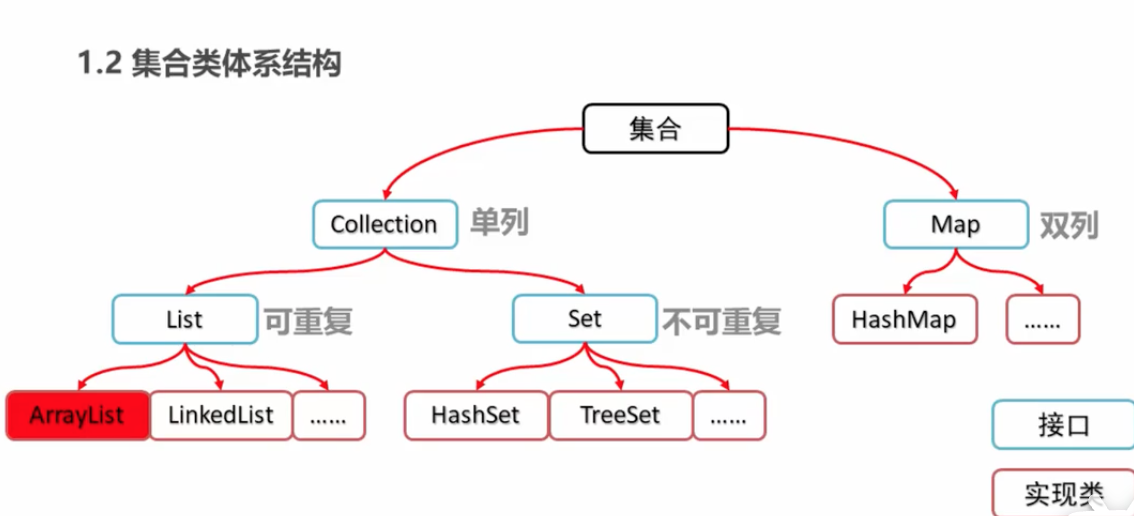 1.2 集合类体系结构
集合
Collection 单列
Map 双列
List 可重复
Set 不可重复
HashMap
......
ArrayList
LinkedList
......
HashSet
TreeSet
......
接口
实现类